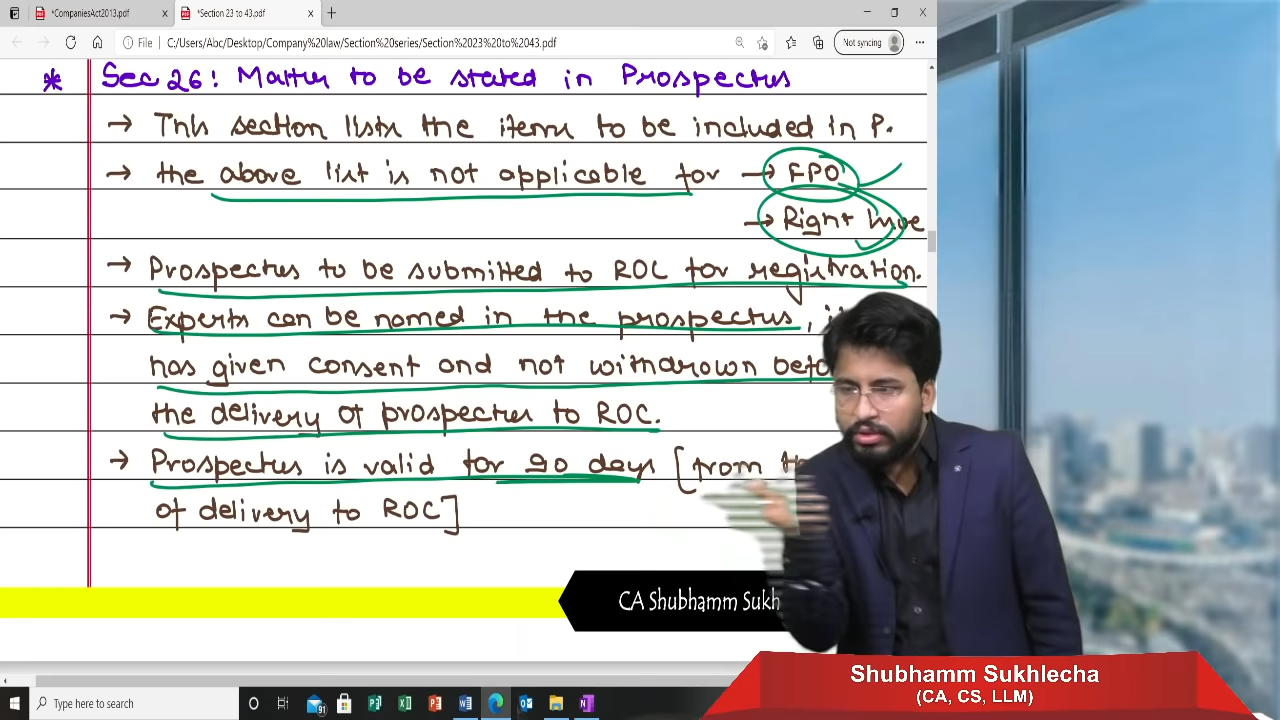 *CompaniesAct2013.pdf
*Section 23 to 43.pdf
File
C:/Users/Abc/Desktop/Company%20law/Section%20series/Section%2023%20to%2043.pdf
Not syncing
* Sec 26: Matter to be stated in Prospectus
→ This section lists the items to be included in P.
→ the above list is not applicable for → FPO
→ Right Issue
→ Prospectus to be submitted to ROC for registration.
→ Experts can be named in the prospectus,
has given consent and not withdrawn
the delivery of prospectus to ROC.
→ Prospectus is valid for 90 days [from
of delivery to ROC]
CA Shubhamm Sukh
Shubhamm Sukhlecha
(CA, CS, LLM)
Type here to search
91